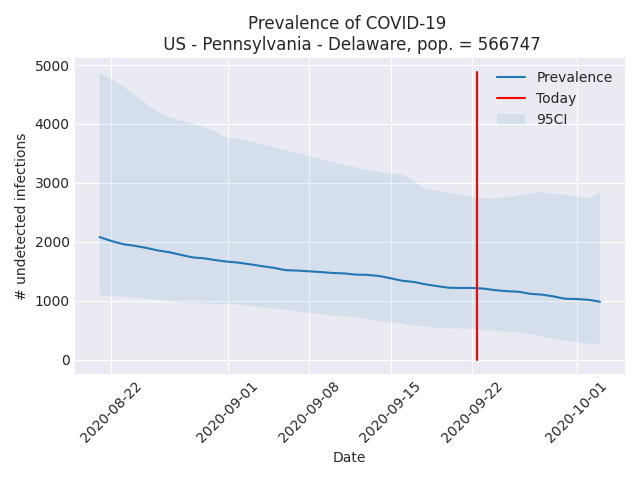 Prevalence of COVID-19
US - Pennsylvania - Delaware, pop. = 566747
5000
4000
3000
2000
1000
0
# undetected infections
Prevalence
Today
95CI
2020-08-22
2020-09-01
2020-09-08
2020-09-15
2020-09-22
2020-10-01
Date